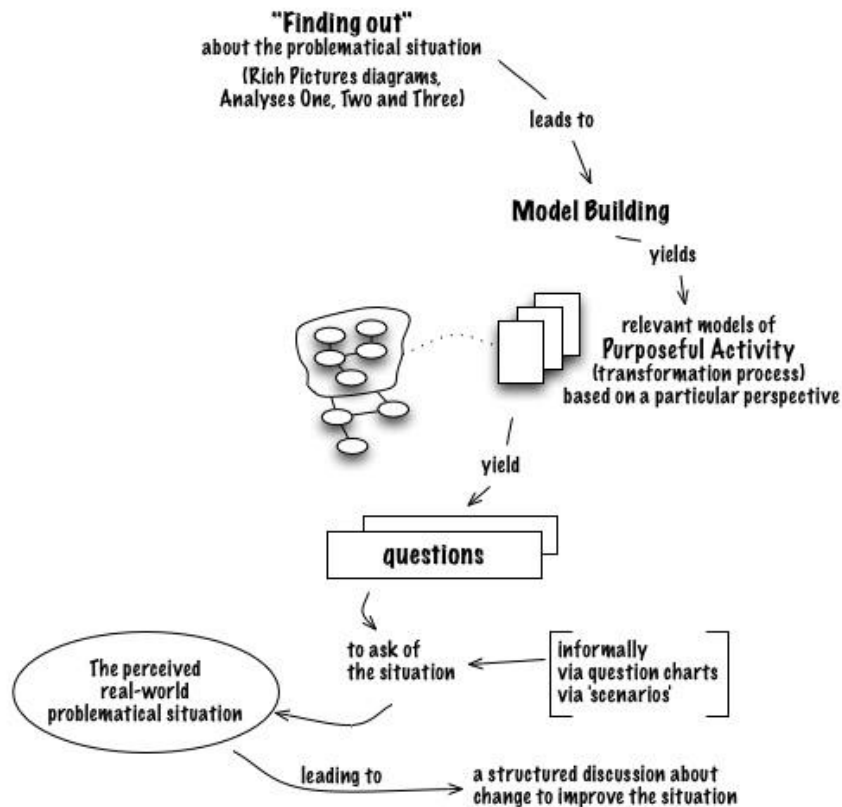 "Finding out"
about the problematical situation
(Rich Pictures diagrams,
Analyses One, Two and Three)
leads to
Model Building
yields
relevant models of
Purposeful Activity
(transformation process)
based on a particular perspective
yield
questions
to ask of
the situation
informally
via question charts
via 'scenarios'
The perceived
real-world
problematical situation
leading to
a structured discussion about
change to improve the situation